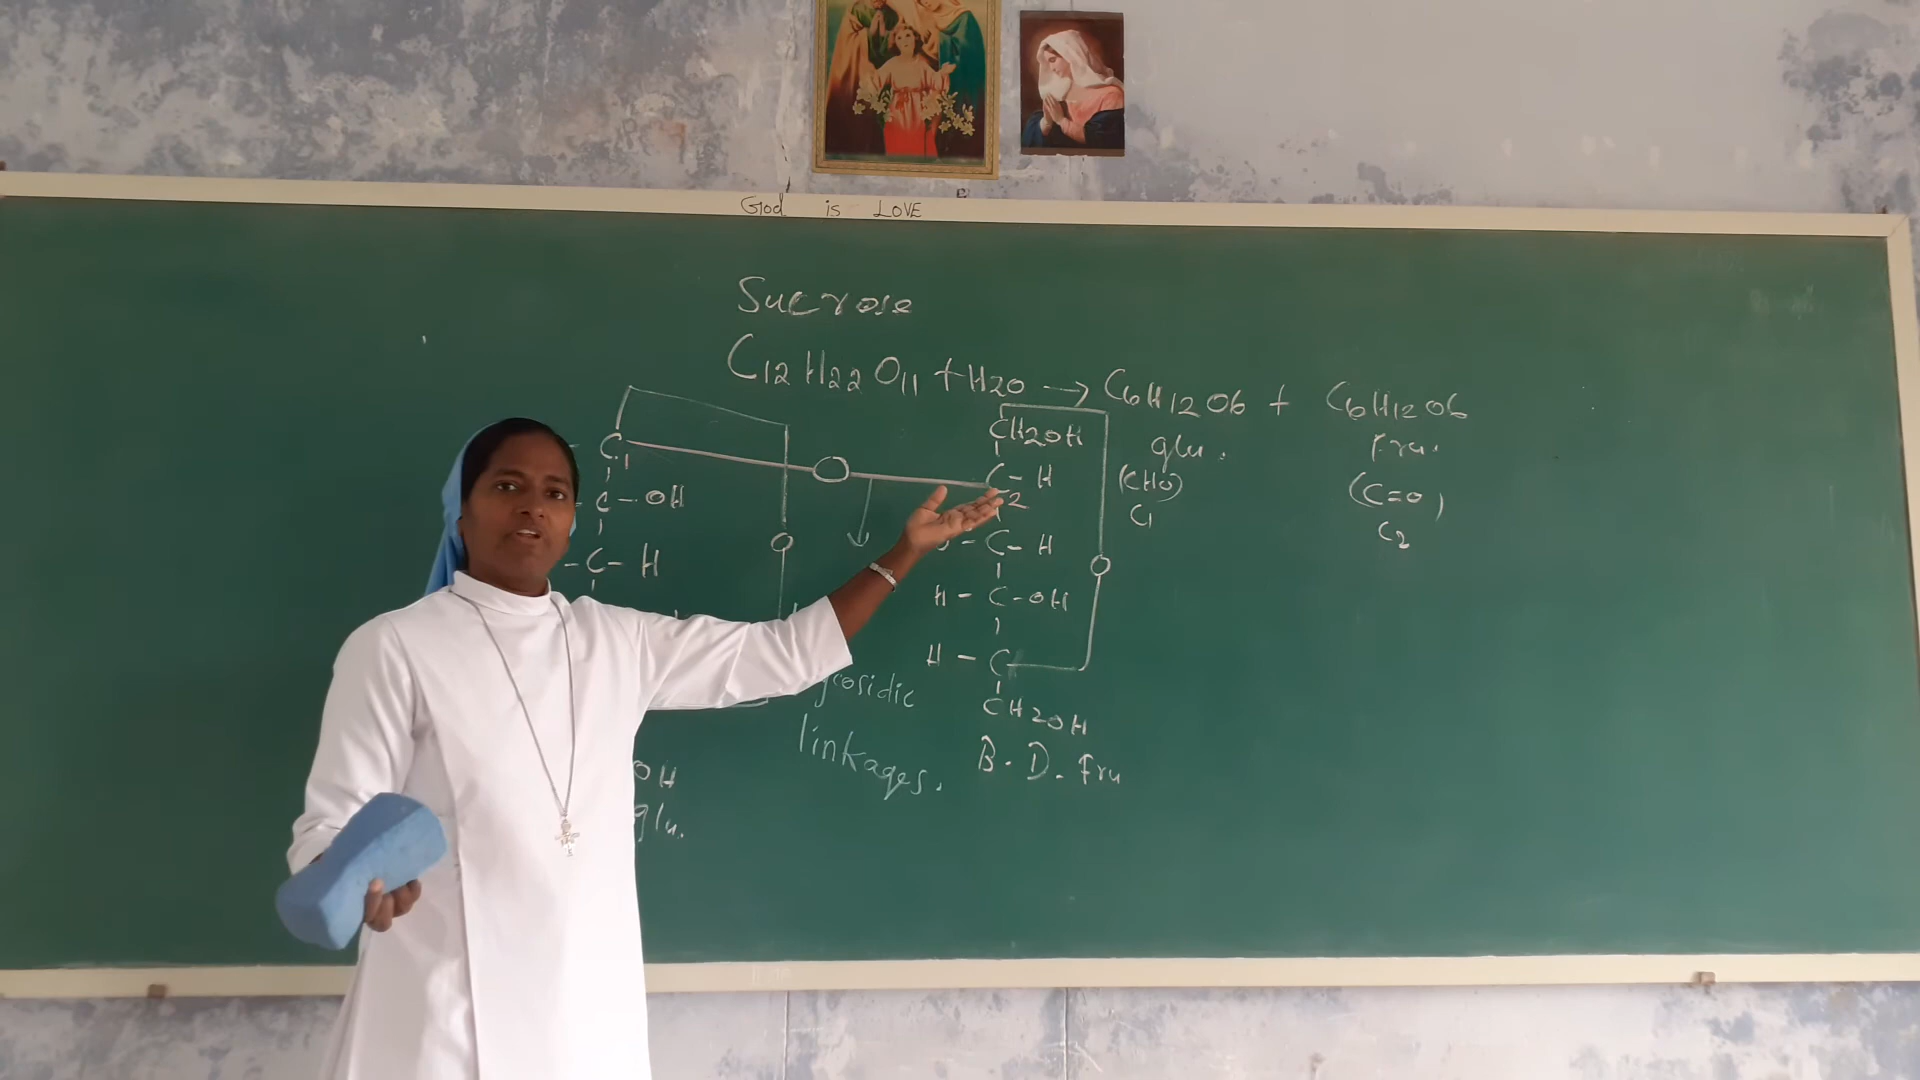 God is LOVE
Sucrose
C12 H22 O11 + H2O → C6H12O6 + C6H12O6
glu. Fru.
(CHO) (C=O)
C1 C2
C1
C - OH
- C - H
OH
glu.
O
O
linkages.
CH2OH
C - H
2
- C - H
H - C - OH
H - C
CH2OH
B. D. Fru
O